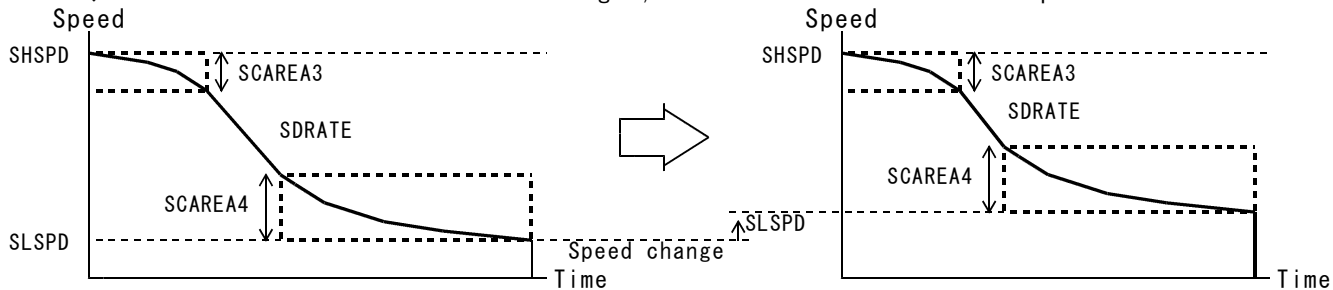 Speed
SHSPD
SCAREA3
SDRATE
SCAREA4
SLSPD
Time
Speed change
Speed
SHSPD
SCAREA3
SDRATE
SCAREA4
SLSPD
Time